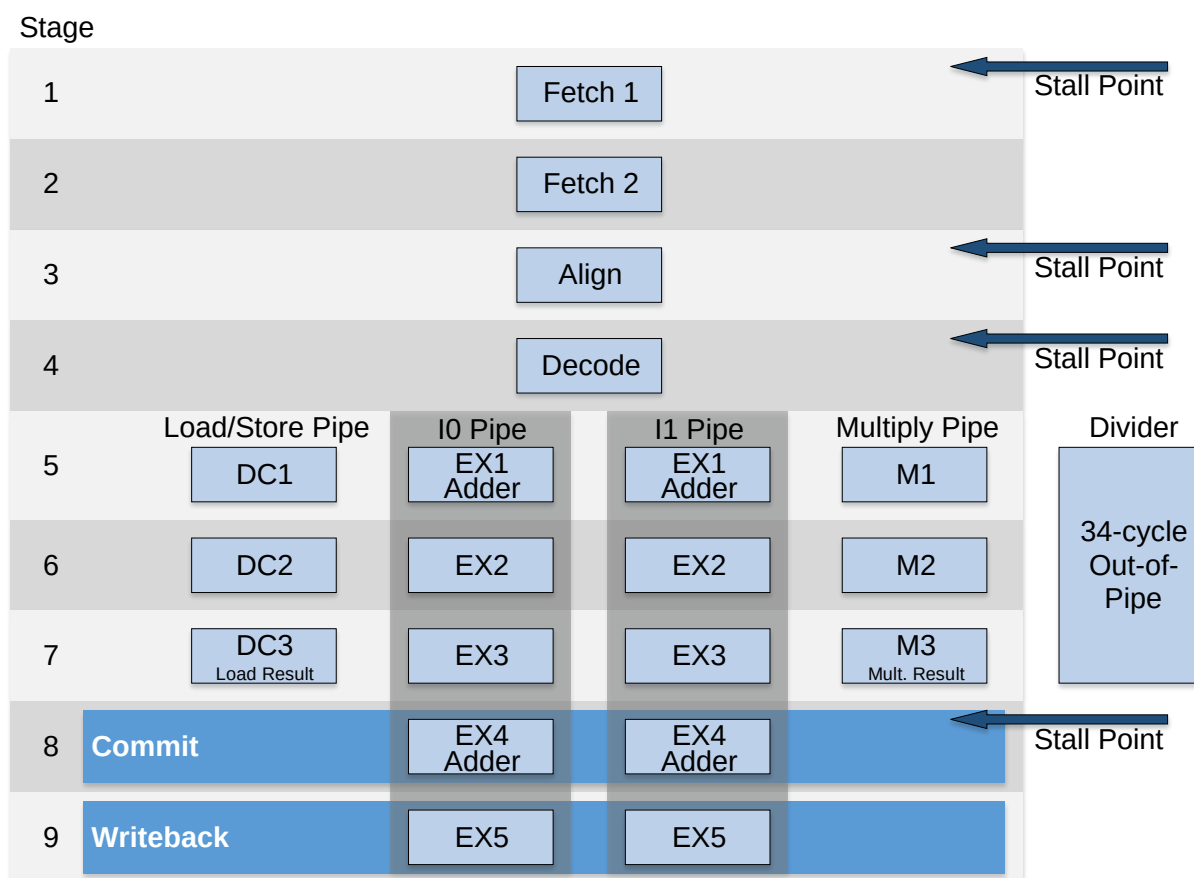 Stage
1
Fetch 1
Stall Point
2
Fetch 2
3
Align
Stall Point
4
Decode
Stall Point
Load/Store Pipe
I0 Pipe
I1 Pipe
Multiply Pipe
Divider
5
DC1
EX1
Adder
EX1
Adder
M1
34-cycle
Out-of-
Pipe
6
DC2
EX2
EX2
M2
7
DC3
Load Result
EX3
EX3
M3
Mult. Result
8
Commit
EX4
Adder
EX4
Adder
Stall Point
9
Writeback
EX5
EX5